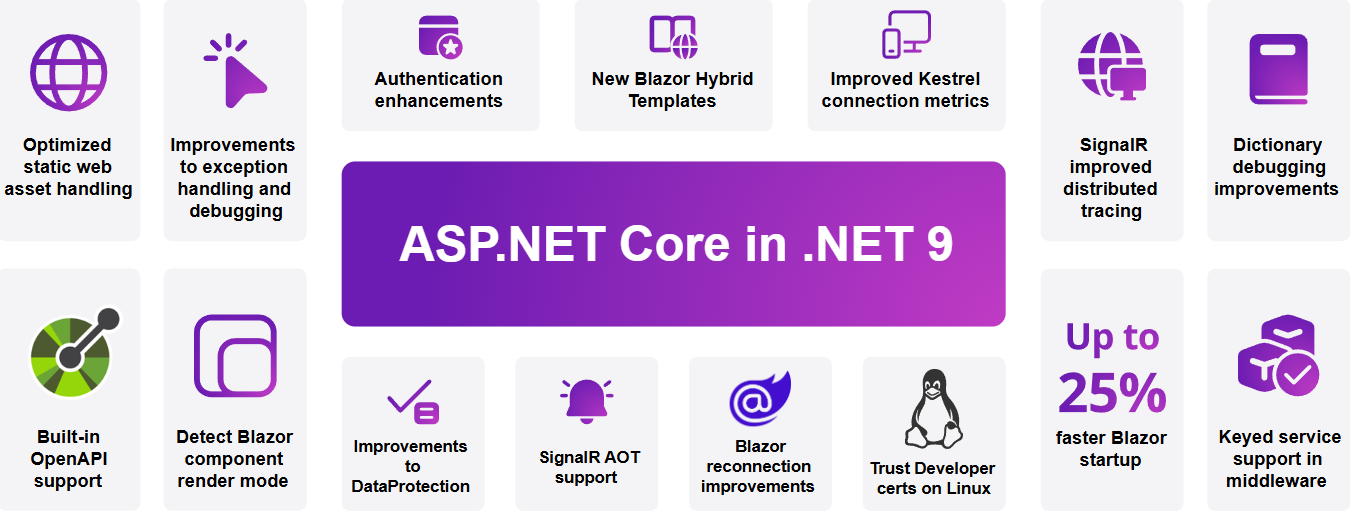 Optimized
static web
asset handling
Improvements
to exception
handling and
debugging
Authentication
enhancements
New Blazor Hybrid
Templates
Improved Kestrel
connection metrics
SignalR
improved
distributed
tracing
Dictionary
debugging
improvements
ASP.NET Core in .NET 9
Built-in
OpenAPI
support
Detect Blazor
component
render mode
Improvements
to
DataProtection
SignalR AOT
support
@
Blazor
reconnection
improvements
Trust Developer
certs on Linux
Up to
25%
faster Blazor
startup
Keyed service
support in
middleware